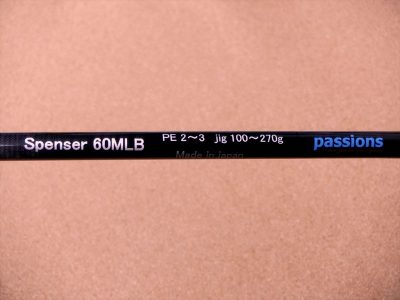 Spenser 60MLB PE 2～3 jig 100～270g passions
Made In Japan